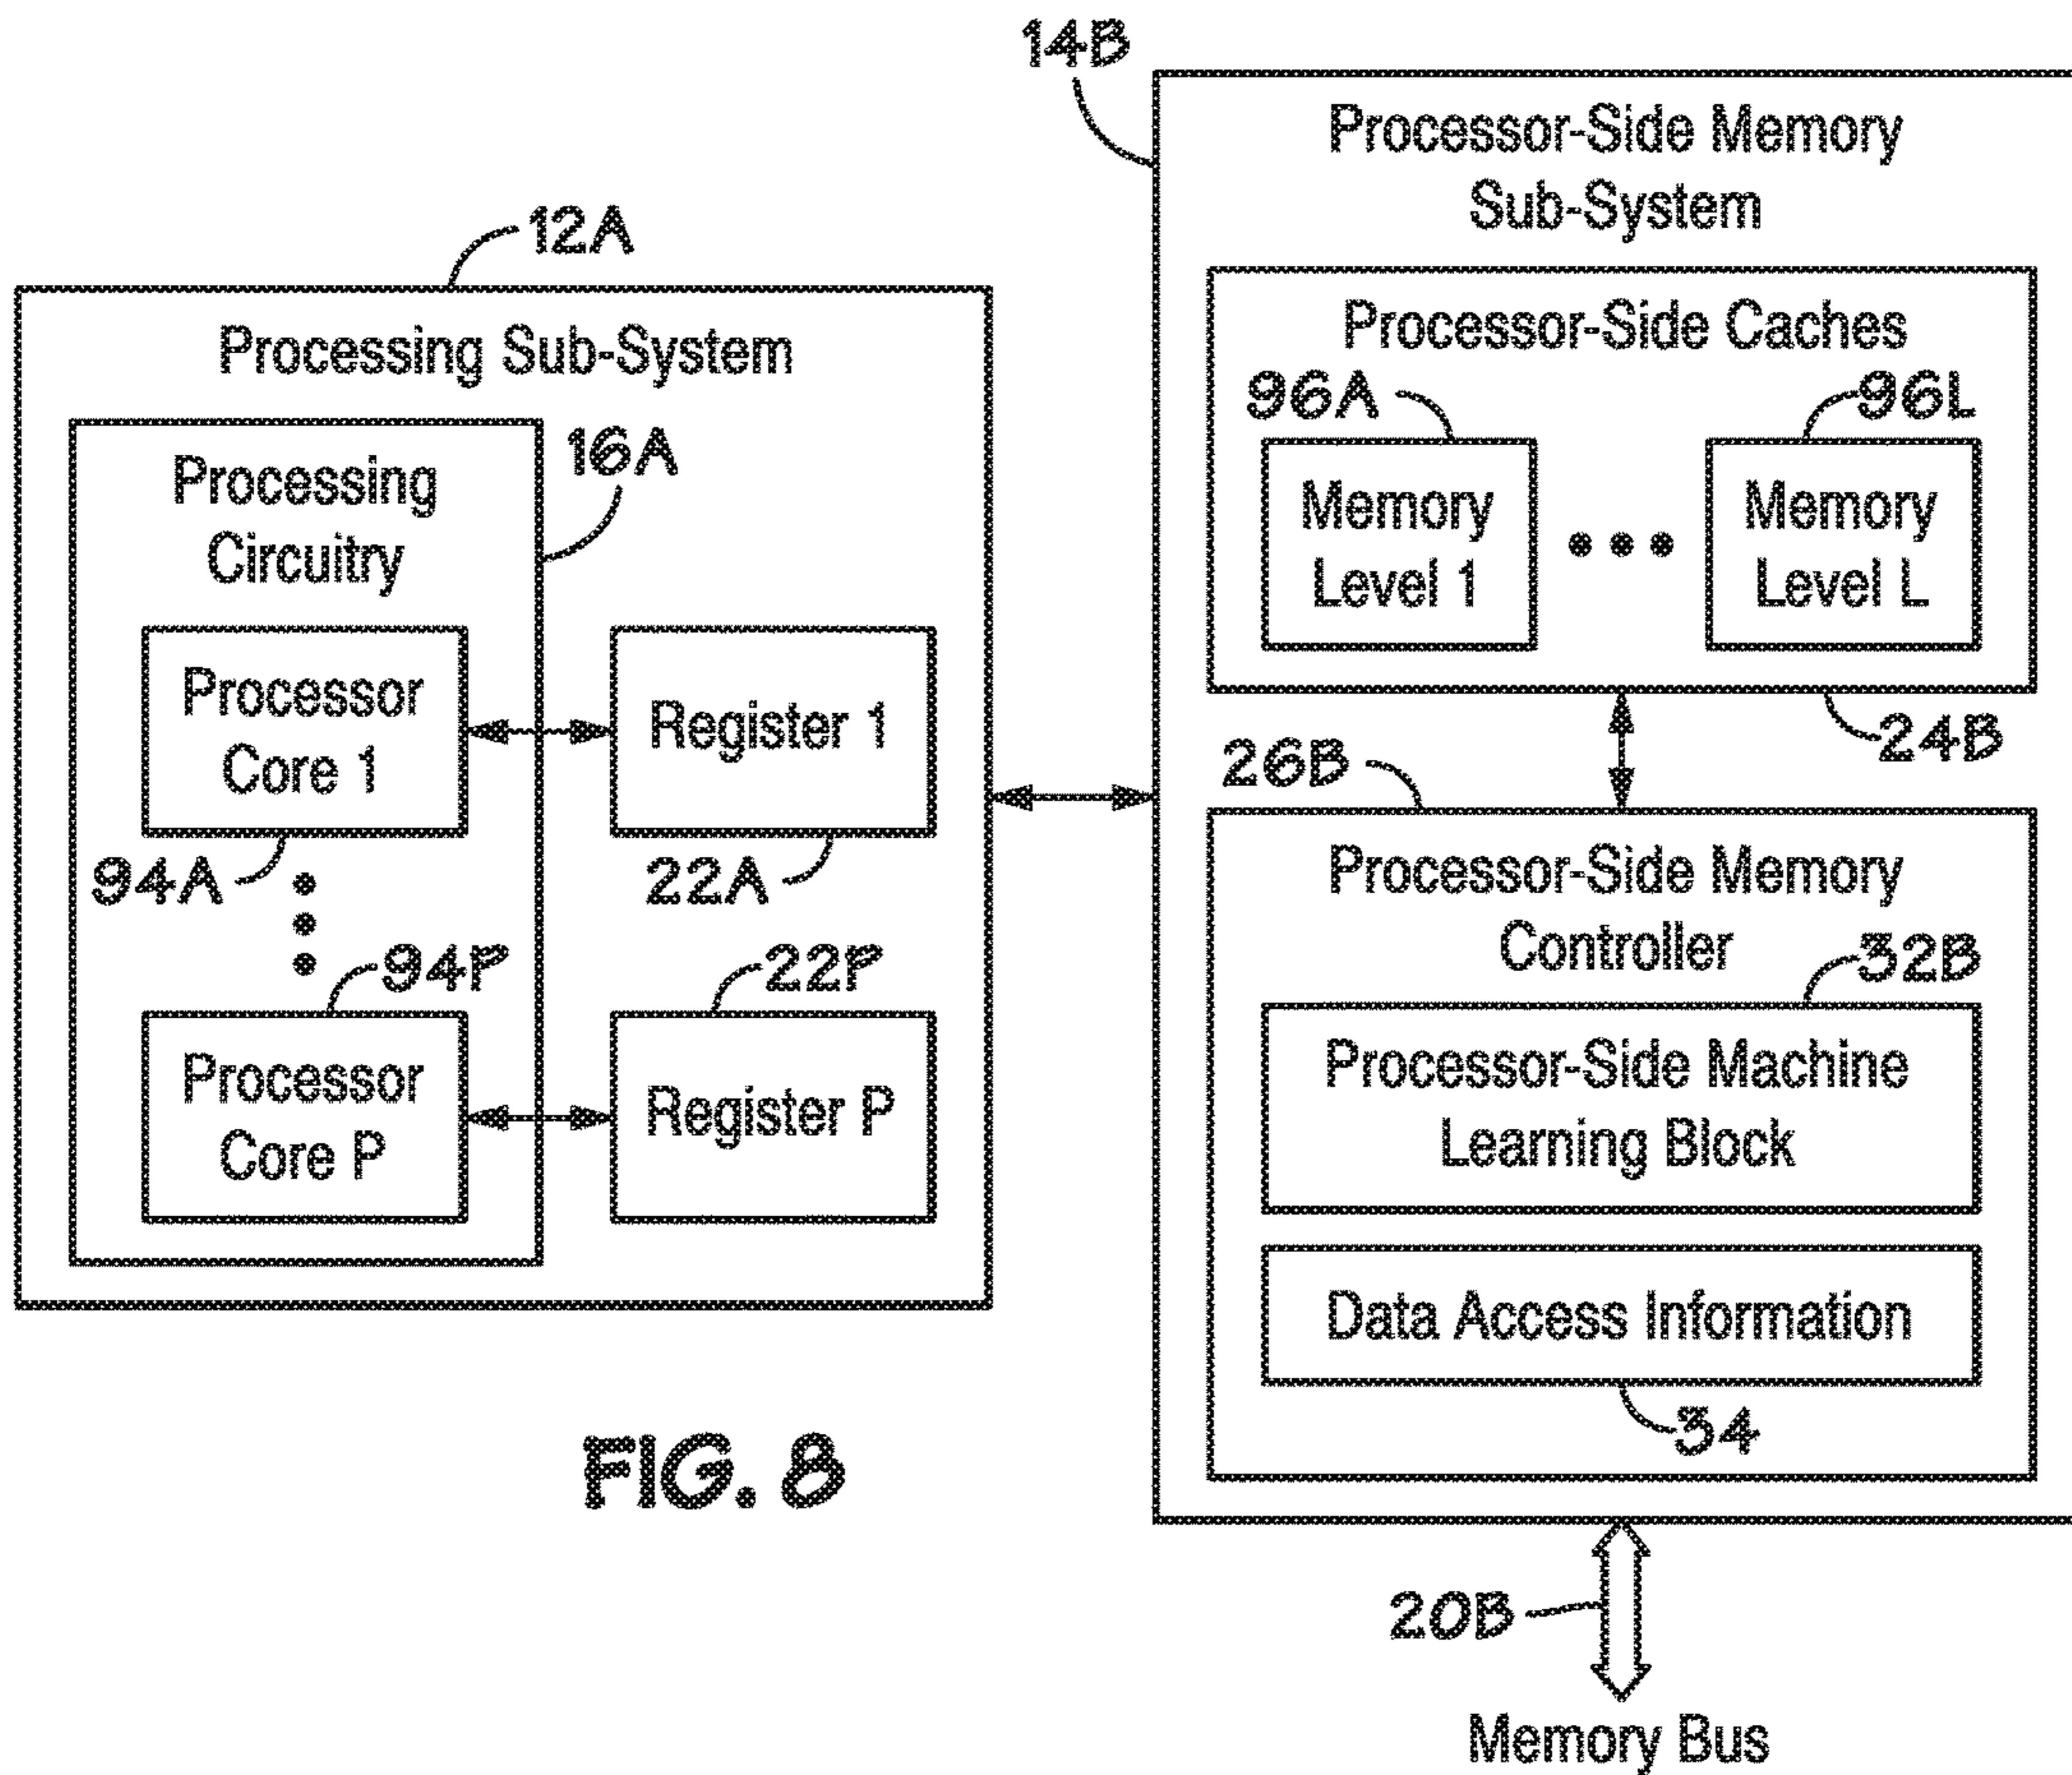 12A
Processing Sub-System
16A
Processing
Circuitry
Processor
Core 1
94A
Register 1
22A
94P
Processor
Core P
22P
Register P
14B
Processor-Side Memory
Sub-System
Processor-Side Caches
96A
Memory
Level 1
96L
Memory
Level L
24B
26B
Processor-Side Memory
Controller
32B
Processor-Side Machine
Learning Block
Data Access Information
34
20B
Memory Bus
FIG. 8